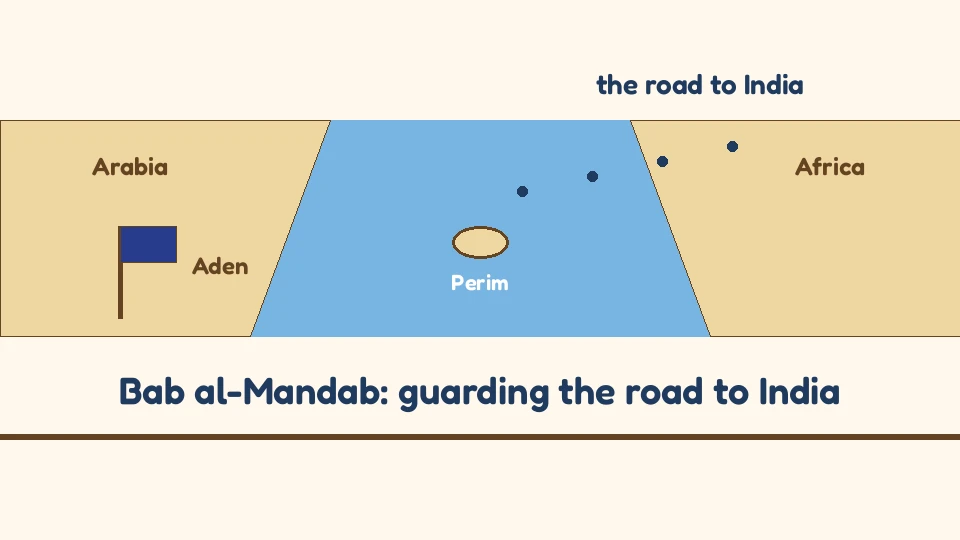 the road to India
Arabia
Africa
Aden
Perim
Bab al-Mandab: guarding the road to India